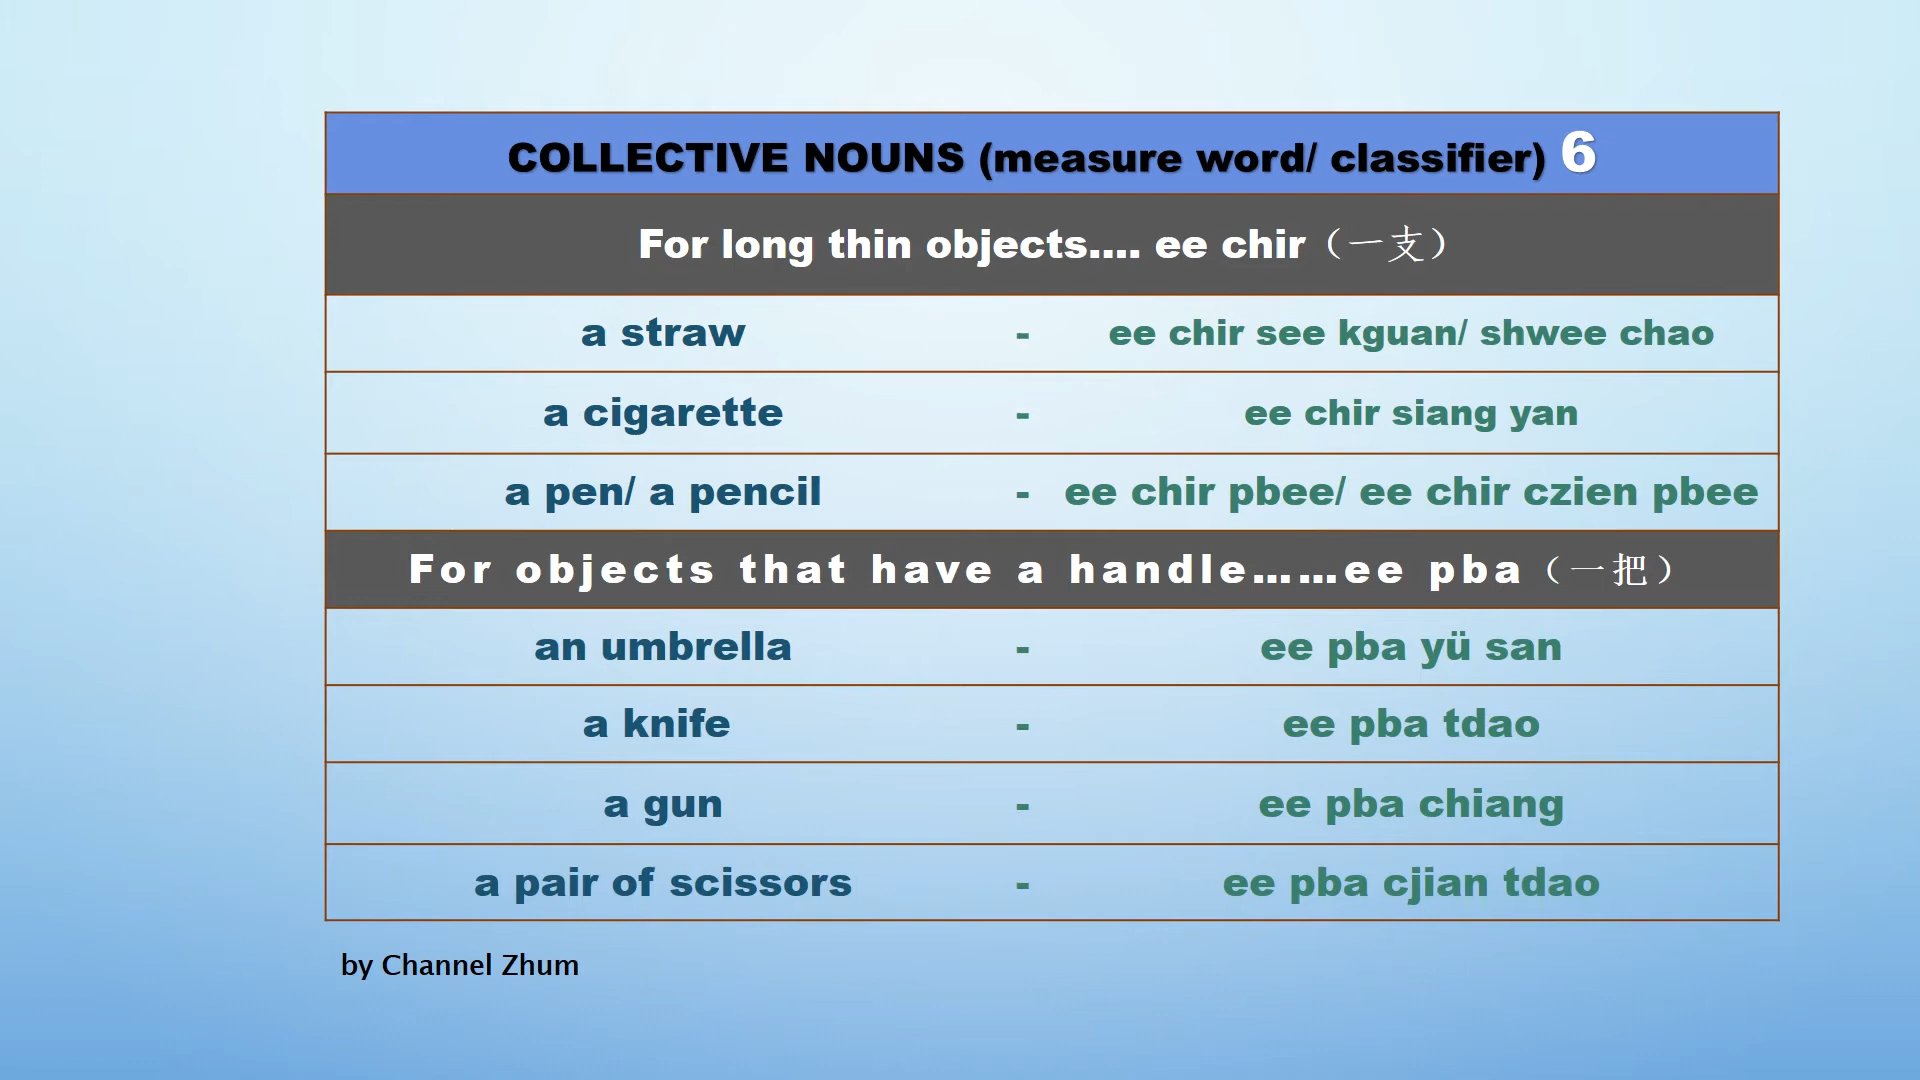 COLLECTIVE NOUNS (measure word/ classifier) 6
For long thin objects.... ee chir（一支）
a straw - ee chir see kguan/ shwee chao
a cigarette - ee chir siang yan
a pen/ a pencil - ee chir pbee/ ee chir czien pbee
For objects that have a handle……ee pba（一把）
an umbrella - ee pba yü san
a knife - ee pba tdao
a gun - ee pba chiang
a pair of scissors - ee pba cjian tdao
by Channel Zhum